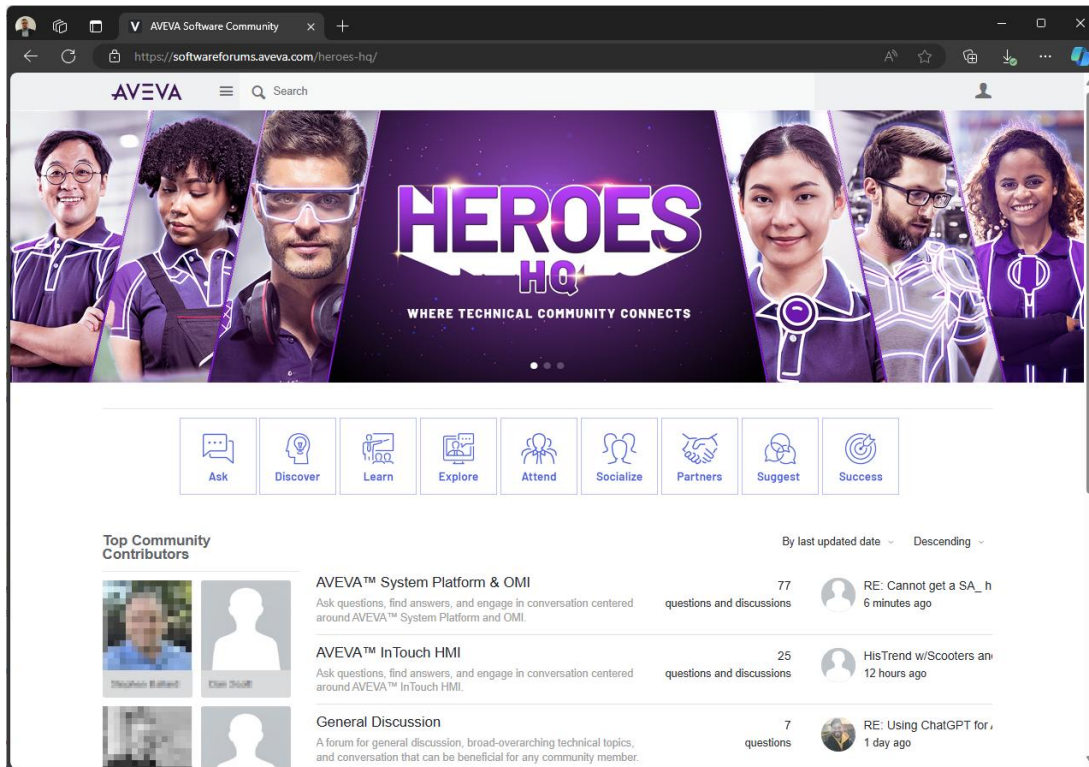 AVEVA Software Community
https://softwareforums.aveva.com/heroes-hq/
AVEVA
Search
HEROES
HQ
WHERE TECHNICAL COMMUNITY CONNECTS
Ask
Discover
Learn
Explore
Attend
Socialize
Partners
Suggest
Success
Top Community
Contributors
By last updated date
Descending
AVEVA™ System Platform & OMI
Ask questions, find answers, and engage in conversation centered
around AVEVA™ System Platform and OMI.
77
questions and discussions
RE: Cannot get a SA_ h
6 minutes ago
AVEVA™ InTouch HMI
Ask questions, find answers, and engage in conversation centered
around AVEVA™ InTouch HMI.
25
questions and discussions
HisTrend w/Scooters an
12 hours ago
General Discussion
A forum for general discussion, broad-overarching technical topics,
and conversation that can be beneficial for any community member.
7
questions
RE: Using ChatGPT for
1 day ago